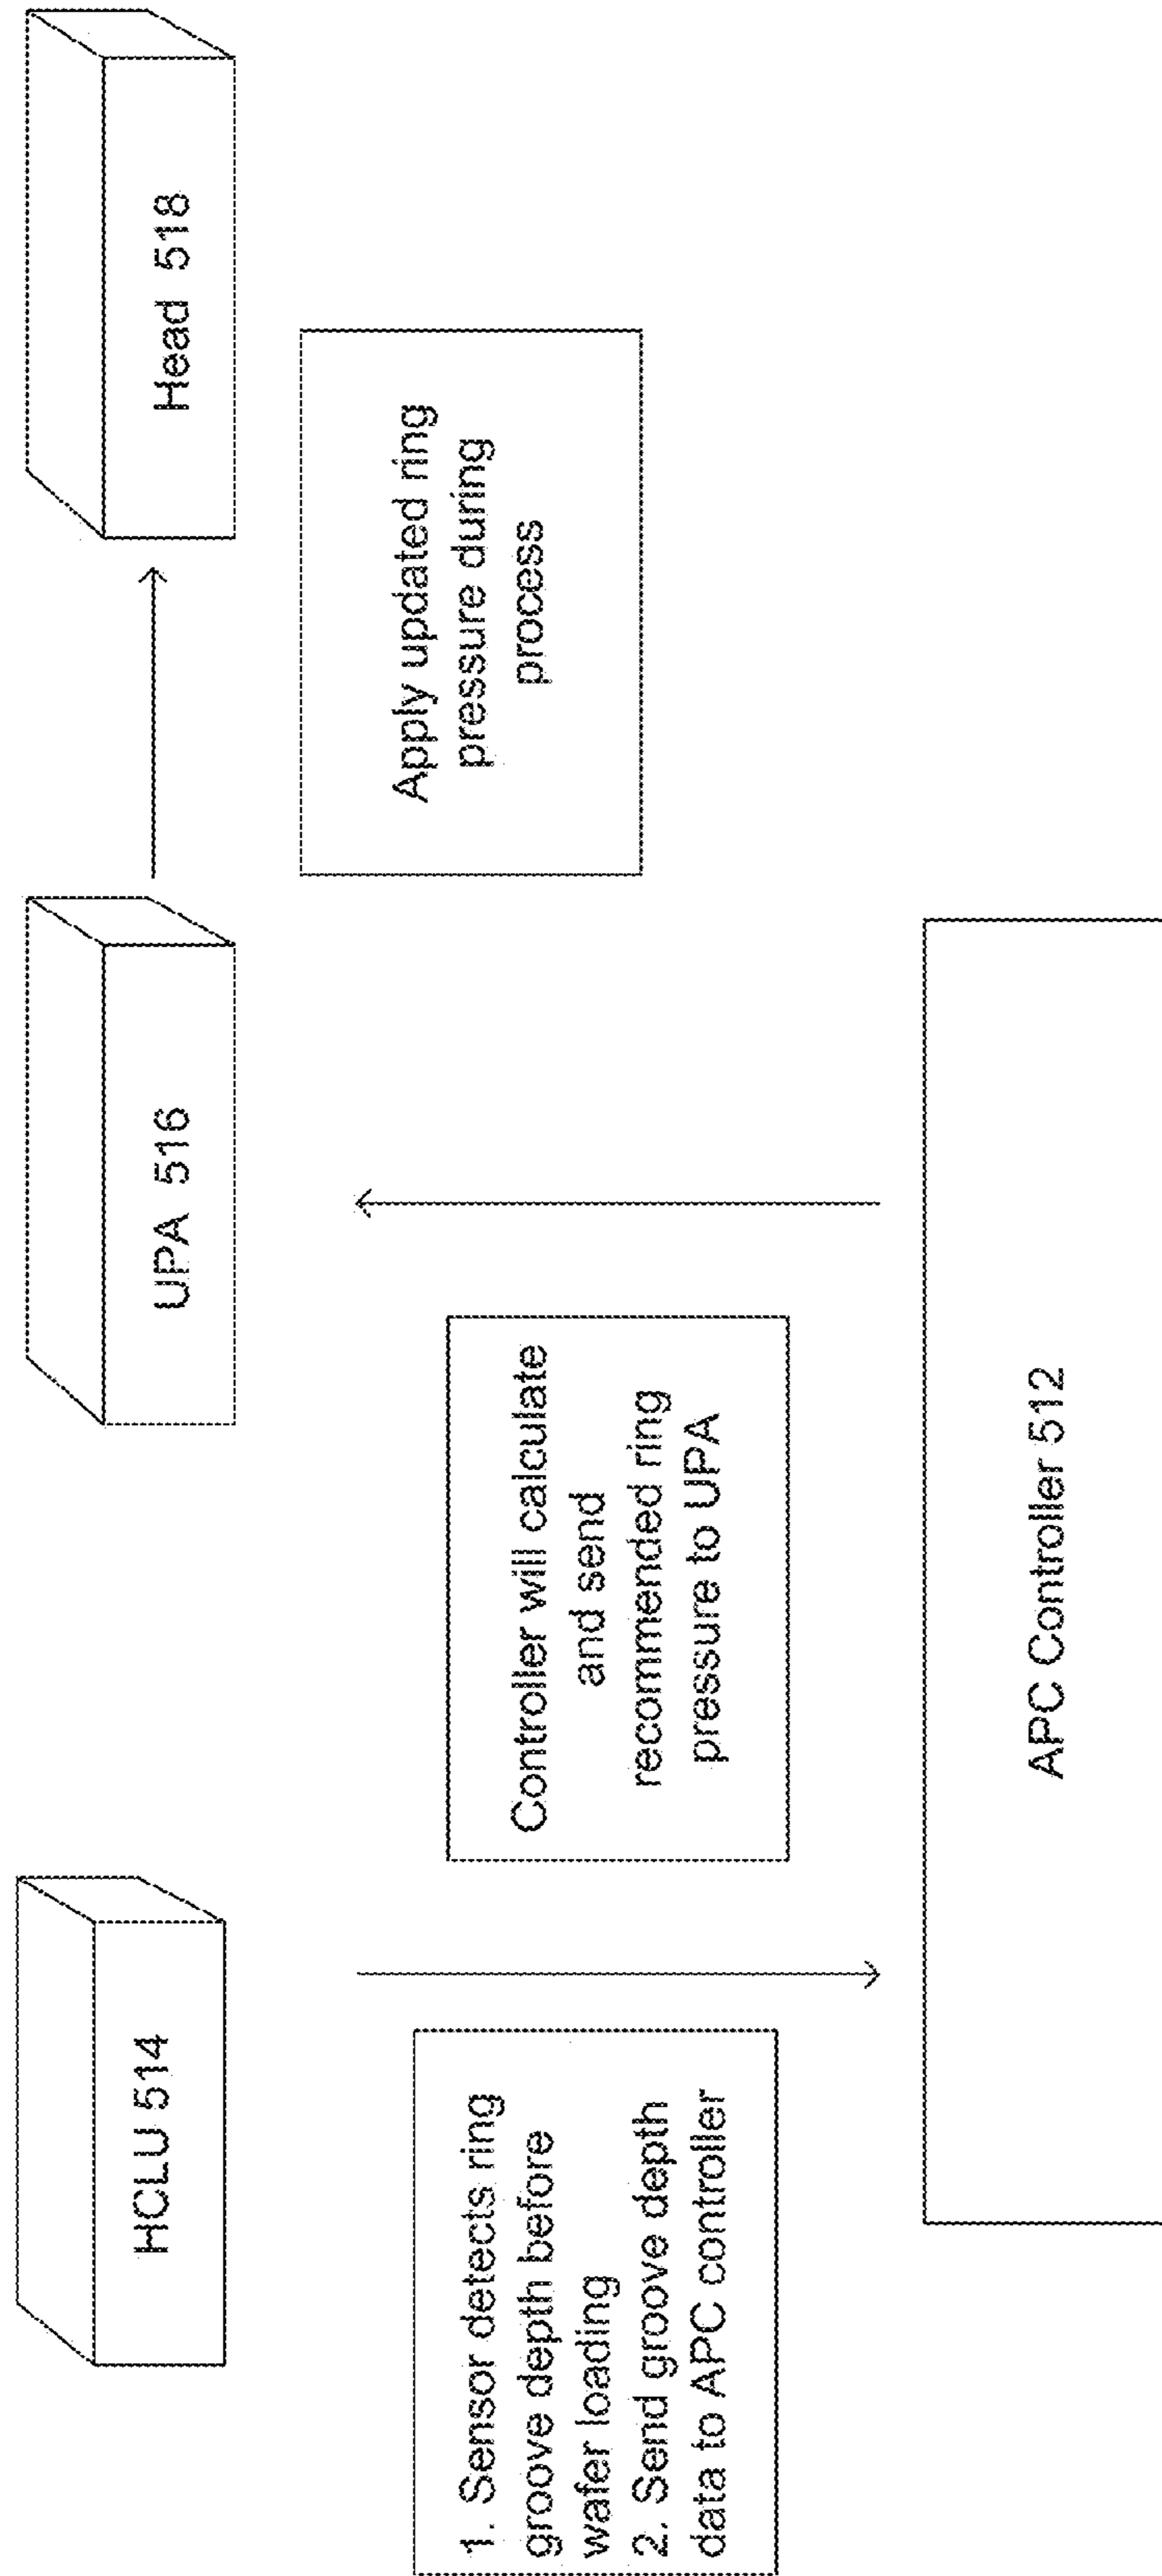 HCLU 514
UPA 516
Head 518
1. Sensor detects ring
groove depth before
wafer loading
2. Send groove depth
data to APC controller
Controller will calculate
and send
recommended ring
pressure to UPA
Apply updated ring
pressure during
process
APC Controller 512